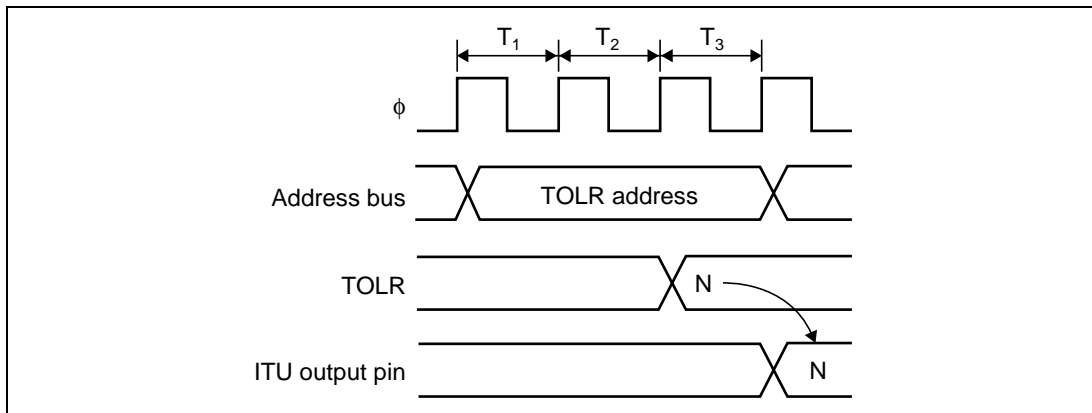 T1 T2 T3
ϕ
Address bus TOLR address
TOLR N
ITU output pin N